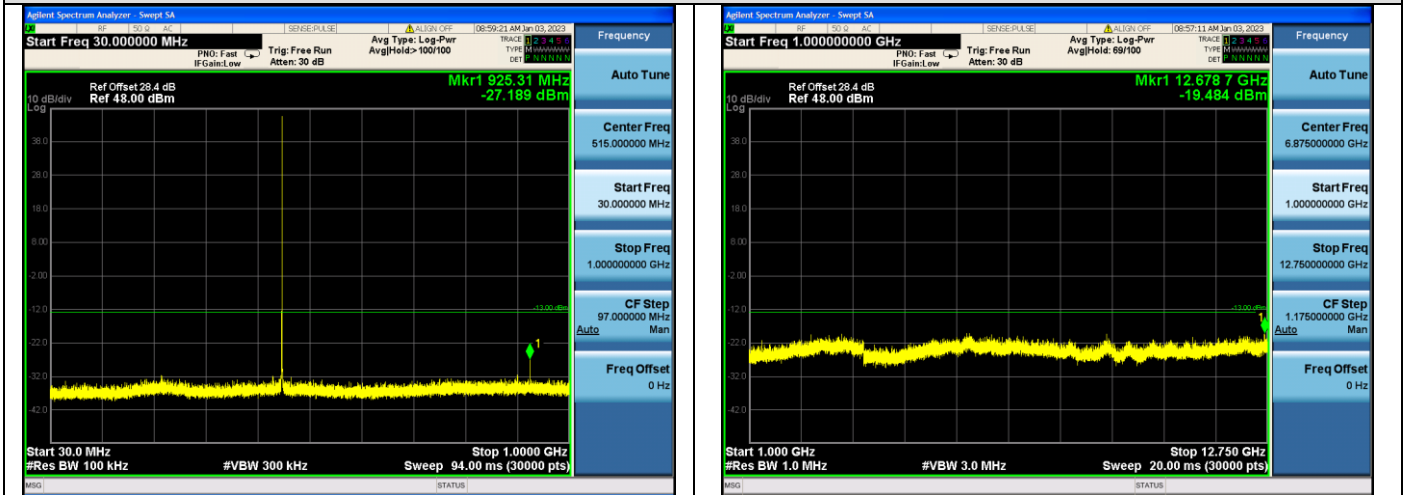 Agilent Spectrum Analyzer - Swept SA
RF 50 Ω AC SENSE:PULSE ALIGN OFF 08:59:21 AM Jan 03, 2023
Start Freq 30.000000 MHz
PNO: Fast
IFGain:Low
Trig: Free Run
Atten: 30 dB
Avg Type: Log-Pwr
Avg|Hold:>100/100
TRACE 1 2 3 4 5 6
TYPE M
DET P N N N N N
Frequency
Auto Tune
Mkr1 925.31 MHz
-27.189 dBm
Ref Offset 28.4 dB
10 dB/div Ref 48.00 dBm
Log
38.0
28.0
18.0
8.00
-2.00
-12.0
-22.0
-32.0
-42.0
-13.00 dBm
1
Center Freq
515.000000 MHz
Start Freq
30.000000 MHz
Stop Freq
1.000000000 GHz
CF Step
97.000000 MHz
Auto Man
Freq Offset
0 Hz
Start 30.0 MHz Stop 1.0000 GHz
#Res BW 100 kHz #VBW 300 kHz Sweep 94.00 ms (30000 pts)
MSG STATUS
Agilent Spectrum Analyzer - Swept SA
RF 50 Ω AC SENSE:PULSE ALIGN OFF 08:57:11 AM Jan 03, 2023
Start Freq 1.000000000 GHz
PNO: Fast
IFGain:Low
Trig: Free Run
Atten: 30 dB
Avg Type: Log-Pwr
Avg|Hold: 69/100
TRACE 1 2 3 4 5 6
TYPE M
DET P N N N N N
Frequency
Auto Tune
Mkr1 12.678 7 GHz
-19.484 dBm
Ref Offset 28.4 dB
10 dB/div Ref 48.00 dBm
Log
38.0
28.0
18.0
8.00
-2.00
-12.0
-22.0
-32.0
-42.0
-13.00 dBm
1
Center Freq
6.875000000 GHz
Start Freq
1.000000000 GHz
Stop Freq
12.750000000 GHz
CF Step
1.175000000 GHz
Auto Man
Freq Offset
0 Hz
Start 1.000 GHz Stop 12.750 GHz
#Res BW 1.0 MHz #VBW 3.0 MHz Sweep 20.00 ms (30000 pts)
MSG STATUS